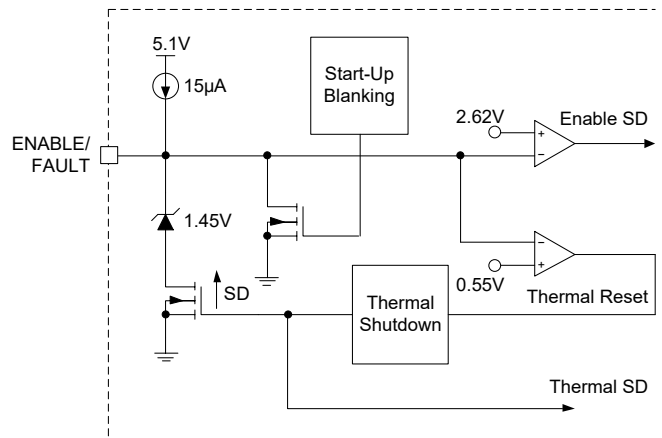 5.1V
15µA
Start-Up
Blanking
2.62V
Enable SD
ENABLE/
FAULT
1.45V
SD
0.55V
Thermal Reset
Thermal
Shutdown
Thermal SD